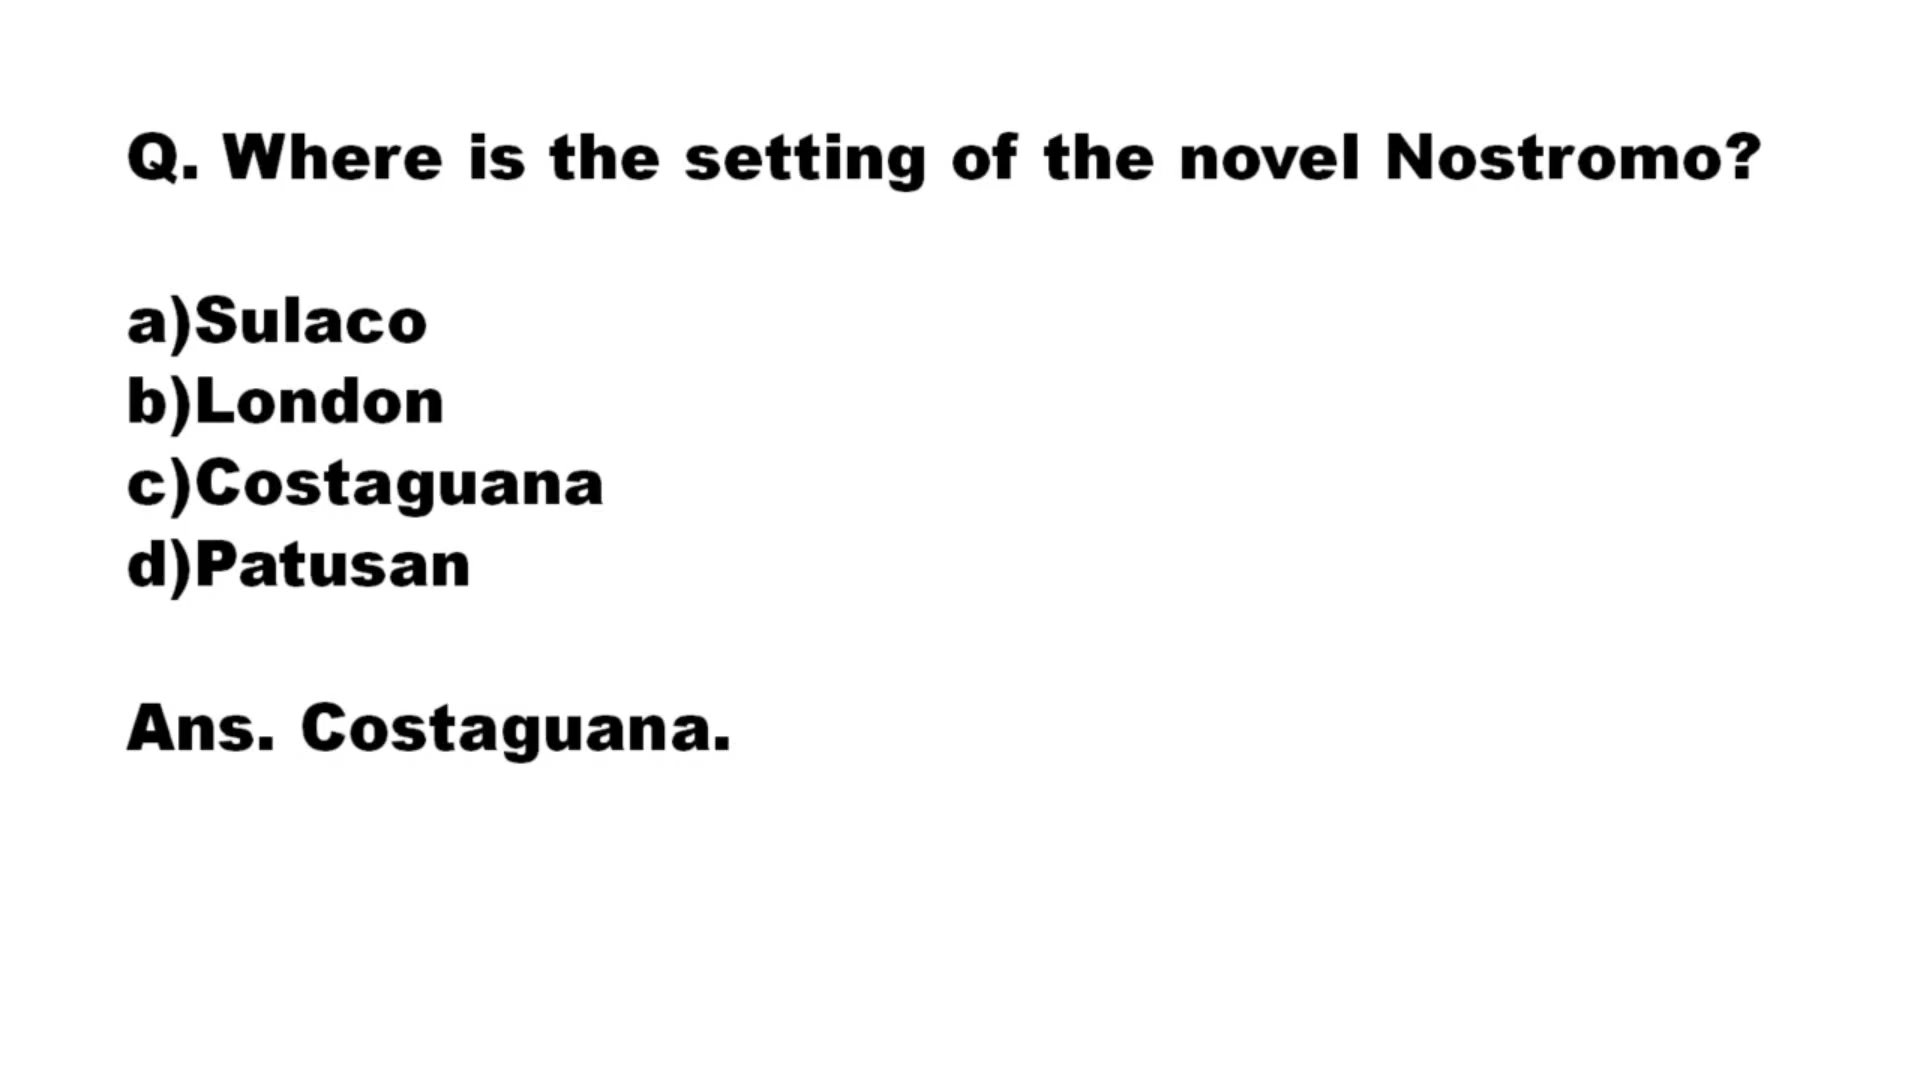 Q. Where is the setting of the novel Nostromo?
a)Sulaco
b)London
c)Costaguana
d)Patusan
Ans. Costaguana.